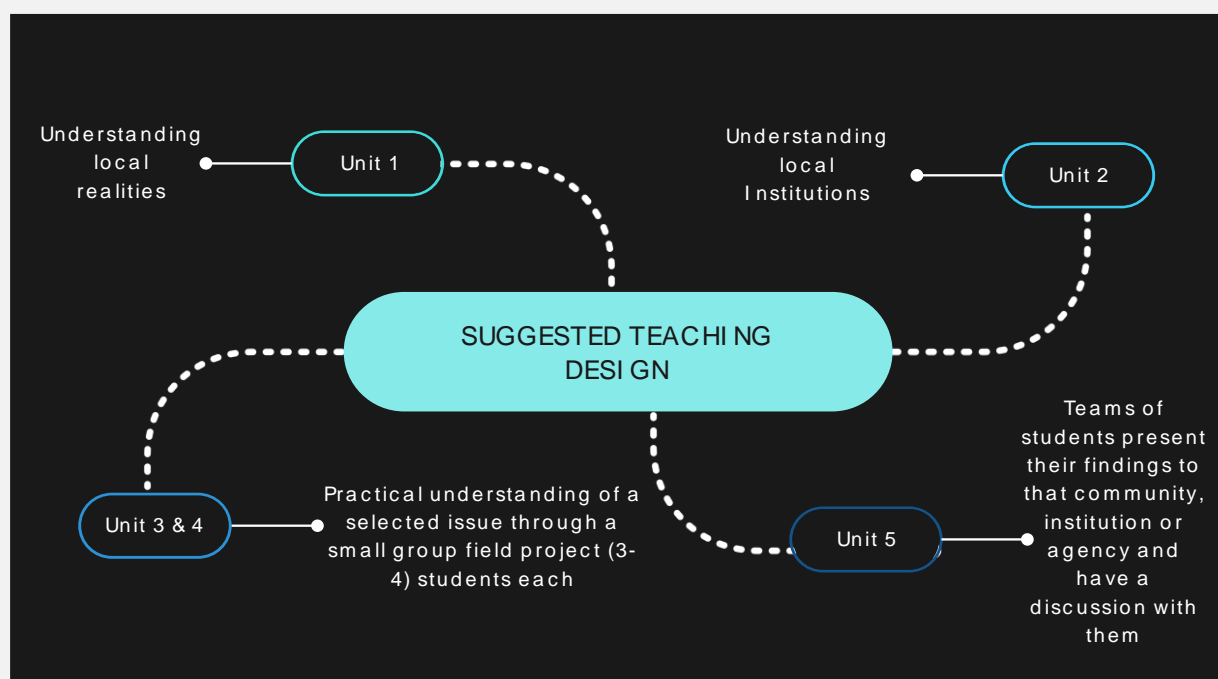 Understanding
local
realities
Unit 1
Understanding
local
Institutions
Unit 2
SUGGESTED TEACHING
DESIGN
Unit 3 & 4
Practical understanding of a
selected issue through a
small group field project (3-
4) students each
Unit 5
Teams of
students present
their findings to
that community,
institution or
agency and
have a
discussion with
them